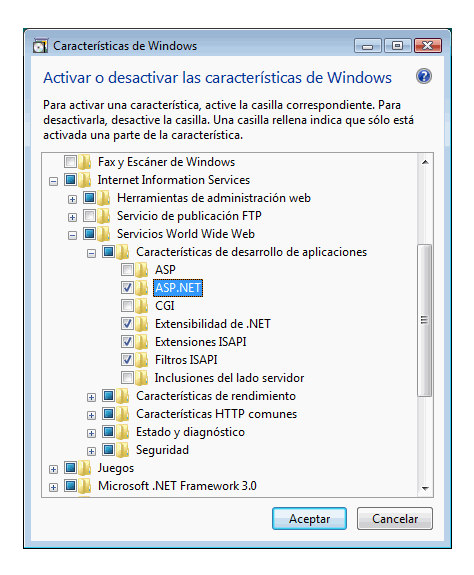 Características de Windows
Activar o desactivar las características de Windows
Para activar una característica, active la casilla correspondiente. Para
desactivarla, desactive la casilla. Una casilla rellena indica que sólo está
activada una parte de la característica.
Fax y Escáner de Windows
Internet Information Services
Herramientas de administración web
Servicio de publicación FTP
Servicios World Wide Web
Características de desarrollo de aplicaciones
ASP
ASP.NET
CGI
Extensibilidad de .NET
Extensiones ISAPI
Filtros ISAPI
Inclusiones del lado servidor
Características de rendimiento
Características HTTP comunes
Estado y diagnóstico
Seguridad
Juegos
Microsoft .NET Framework 3.0
Aceptar Cancelar